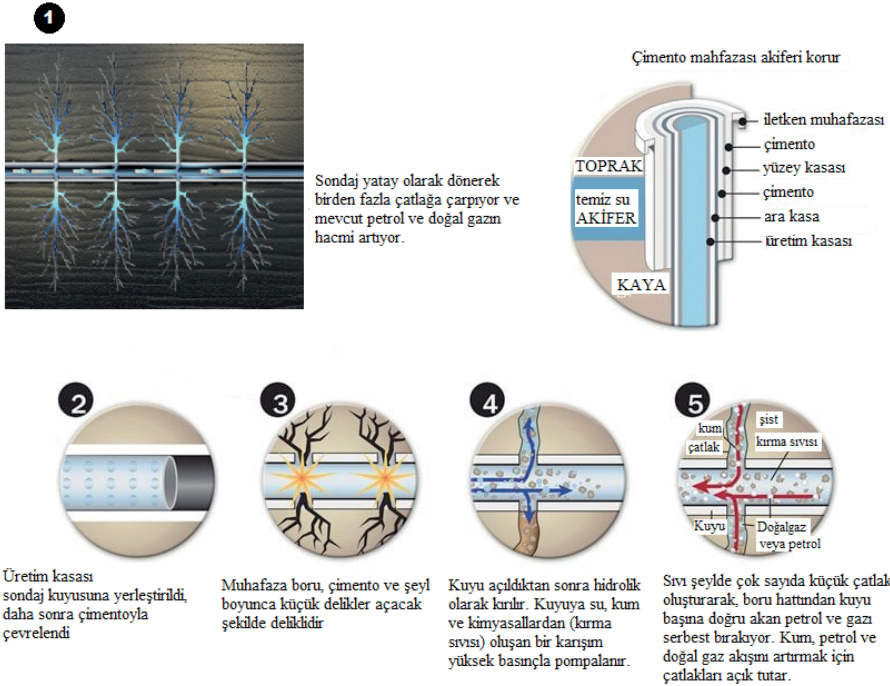 1
Sondaj yatay olarak dönerek
birden fazla çatlağa çarpıyor ve
mevcut petrol ve doğal gazın
hacmi artıyor.
Çimento mahfazası akiferi korur
iletken muhafazası
çimento
yüzey kasası
çimento
ara kasa
üretim kasası
TOPRAK
temiz su
AKİFER
KAYA
2
Üretim kasası
sondaj kuyusuna yerleştirildi,
daha sonra çimentoyla
çevrelendi
3
Muhafaza boru, çimento ve şeyl
boyunca küçük delikler açacak
şekilde deliklidir
4
Kuyu açıldıktan sonra hidrolik
olarak kırılır. Kuyuya su, kum
ve kimyasallardan (kırma
sıvısı) oluşan bir karışım
yüksek basınçla pompalanır.
5
kum
çatlak
şist
kırma sıvısı
Kuyu
Doğalgaz
veya petrol
Sıvı şeylde çok sayıda küçük çatlak
oluşturarak, boru hattından kuyu
başına doğru akan petrol ve gazı
serbest bırakıyor. Kum, petrol ve
doğal gaz akışını artırmak için
çatlakları açık tutar.